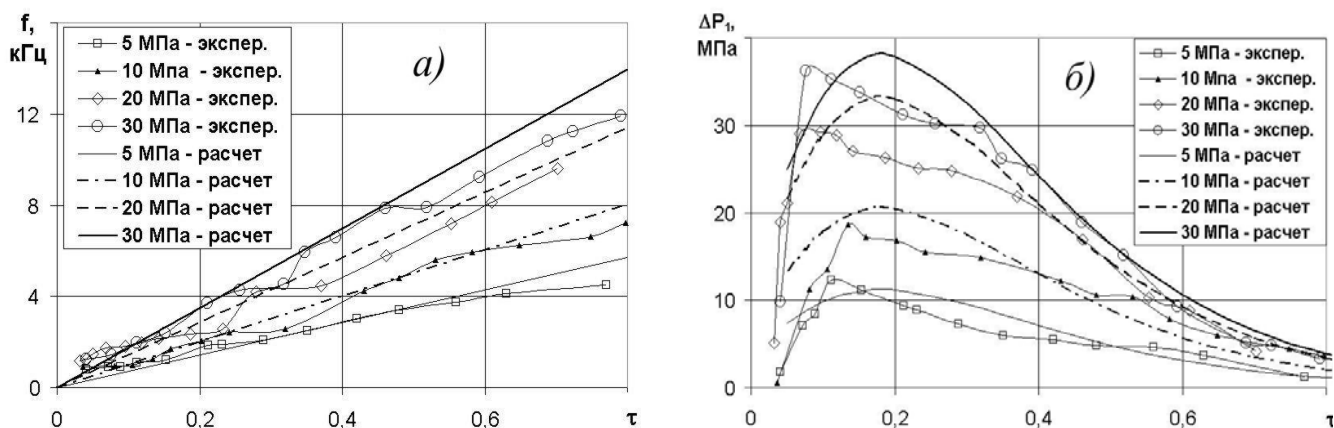 f,
кГц
12
8
4
0
5 МПа - экспер.
10 Мпа - экспер.
20 МПа - экспер.
30 МПа - экспер.
5 МПа - расчет
10 МПа - расчет
20 МПа - расчет
30 МПа - расчет
а)
0
0,2
0,4
0,6
τ
ΔP₁,
МПа
30
20
10
0
б)
5 МПа - экспер.
10 Мпа - экспер.
20 МПа - экспер.
30 МПа - экспер.
5 МПа - расчет
10 МПа - расчет
20 МПа - расчет
30 МПа - расчет
0
0,2
0,4
0,6
τ